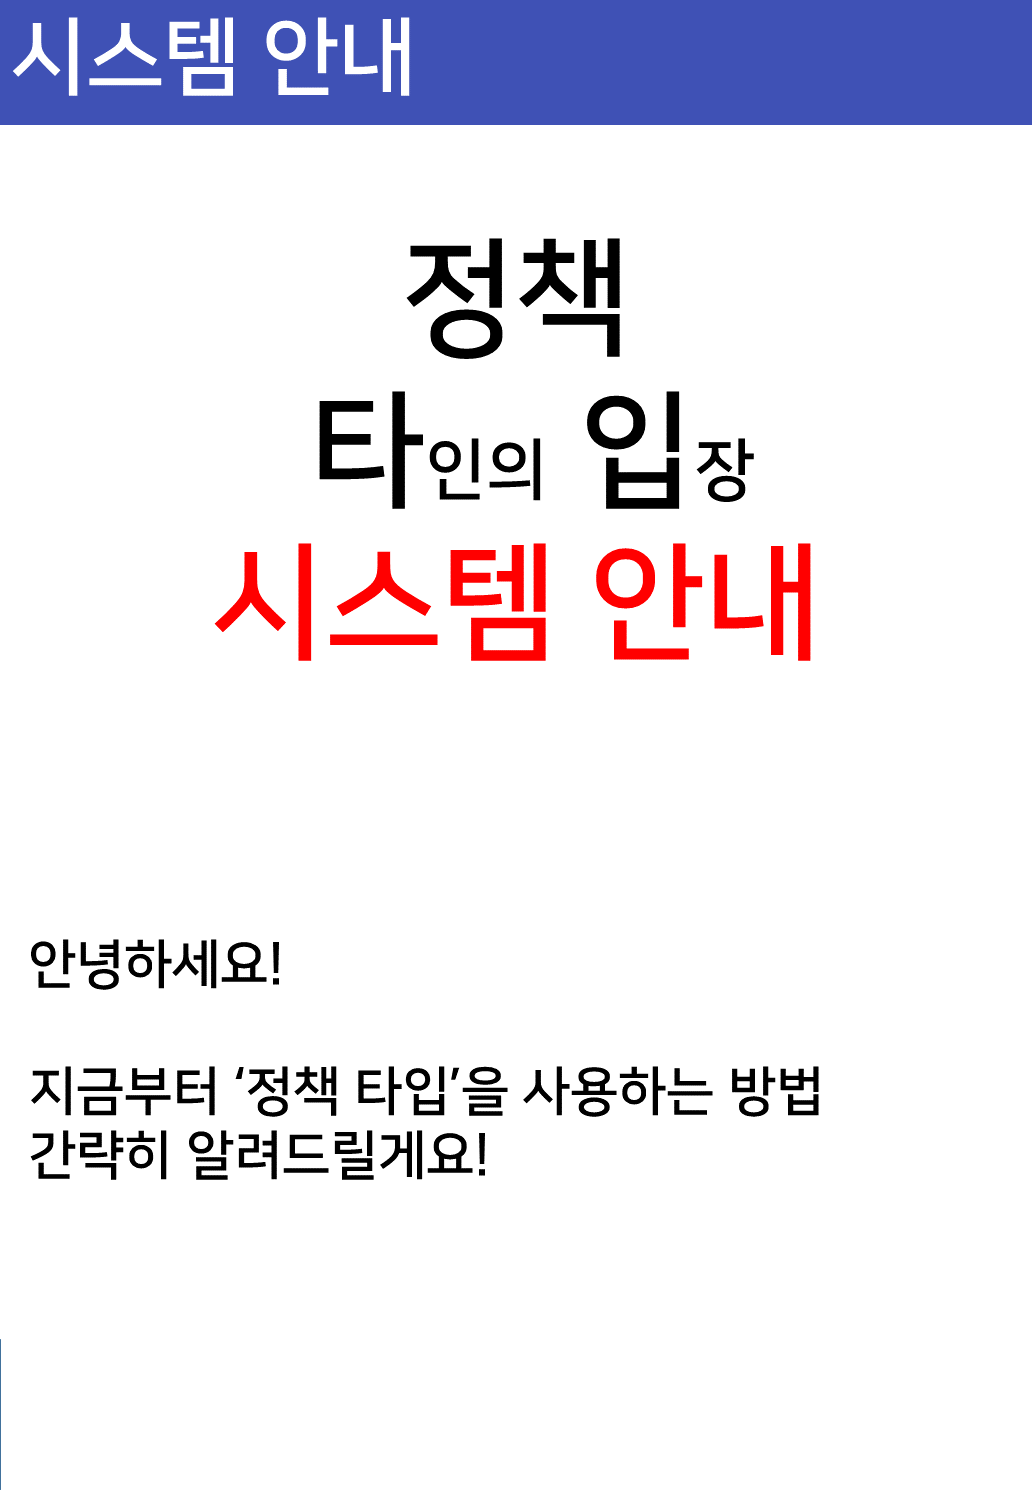 시스템 안내
정책
타인의 입장
시스템 안내
안녕하세요!
지금부터 ‘정책 타입’을 사용하는 방법
간략히 알려드릴게요!